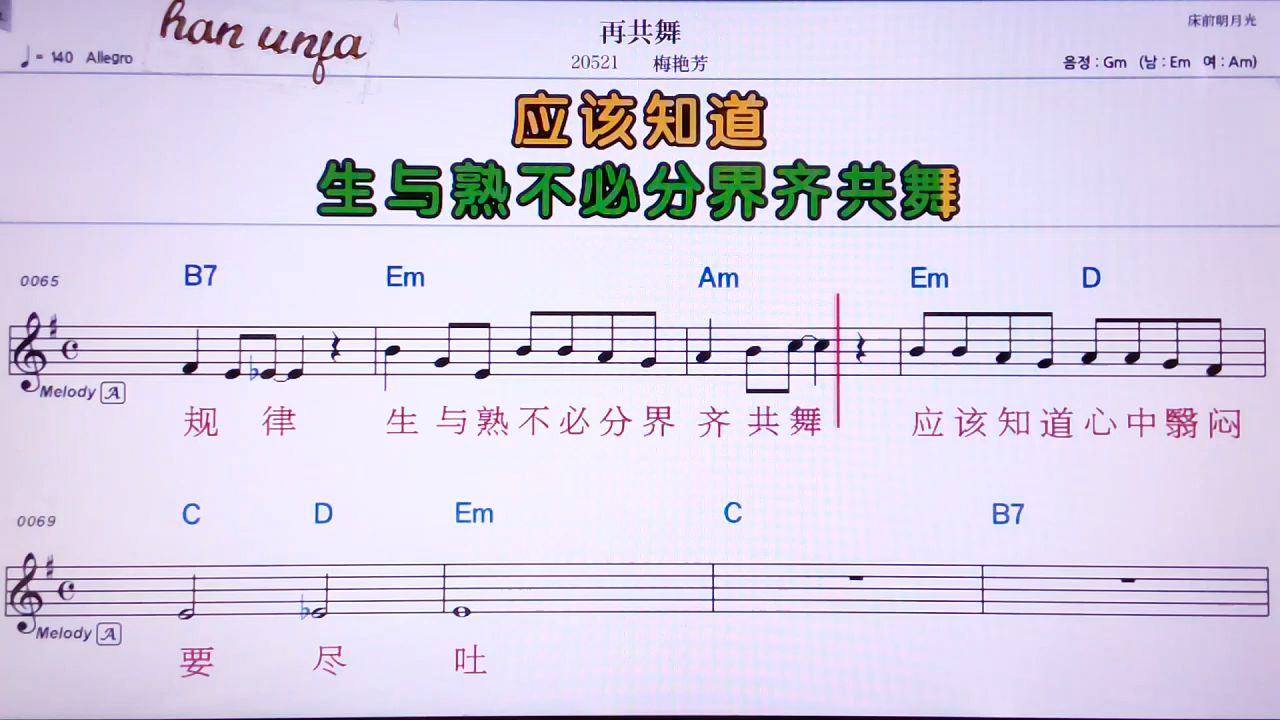 han unja
再共舞
床前明月光
♩= 140 Allegro
20521 梅艳芳
음정 : Gm (남 : Em 여 : Am)
应该知道
生与熟不必分界齐共舞
0065 B7 Em Am Em D
Melody A
规律 生与熟不必分界 齐共舞 应该知道心中翳闷
0069 C D Em C B7
Melody A
要 尽 吐